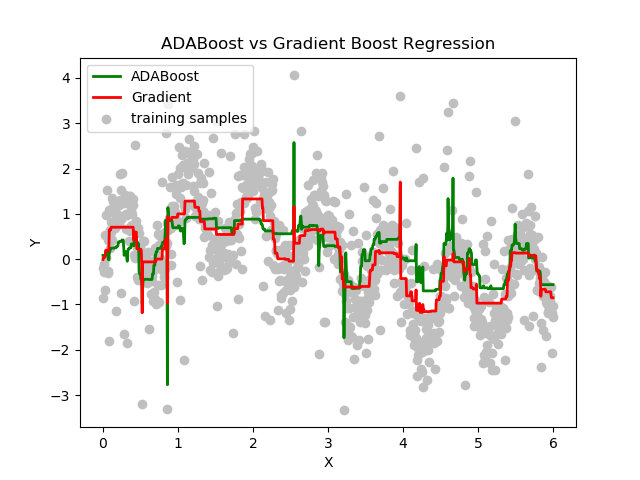 ADABoost vs Gradient Boost Regression
ADABoost
Gradient
training samples
4
3
2
1
0
−1
−2
−3
Y
0 1 2 3 4 5 6
X